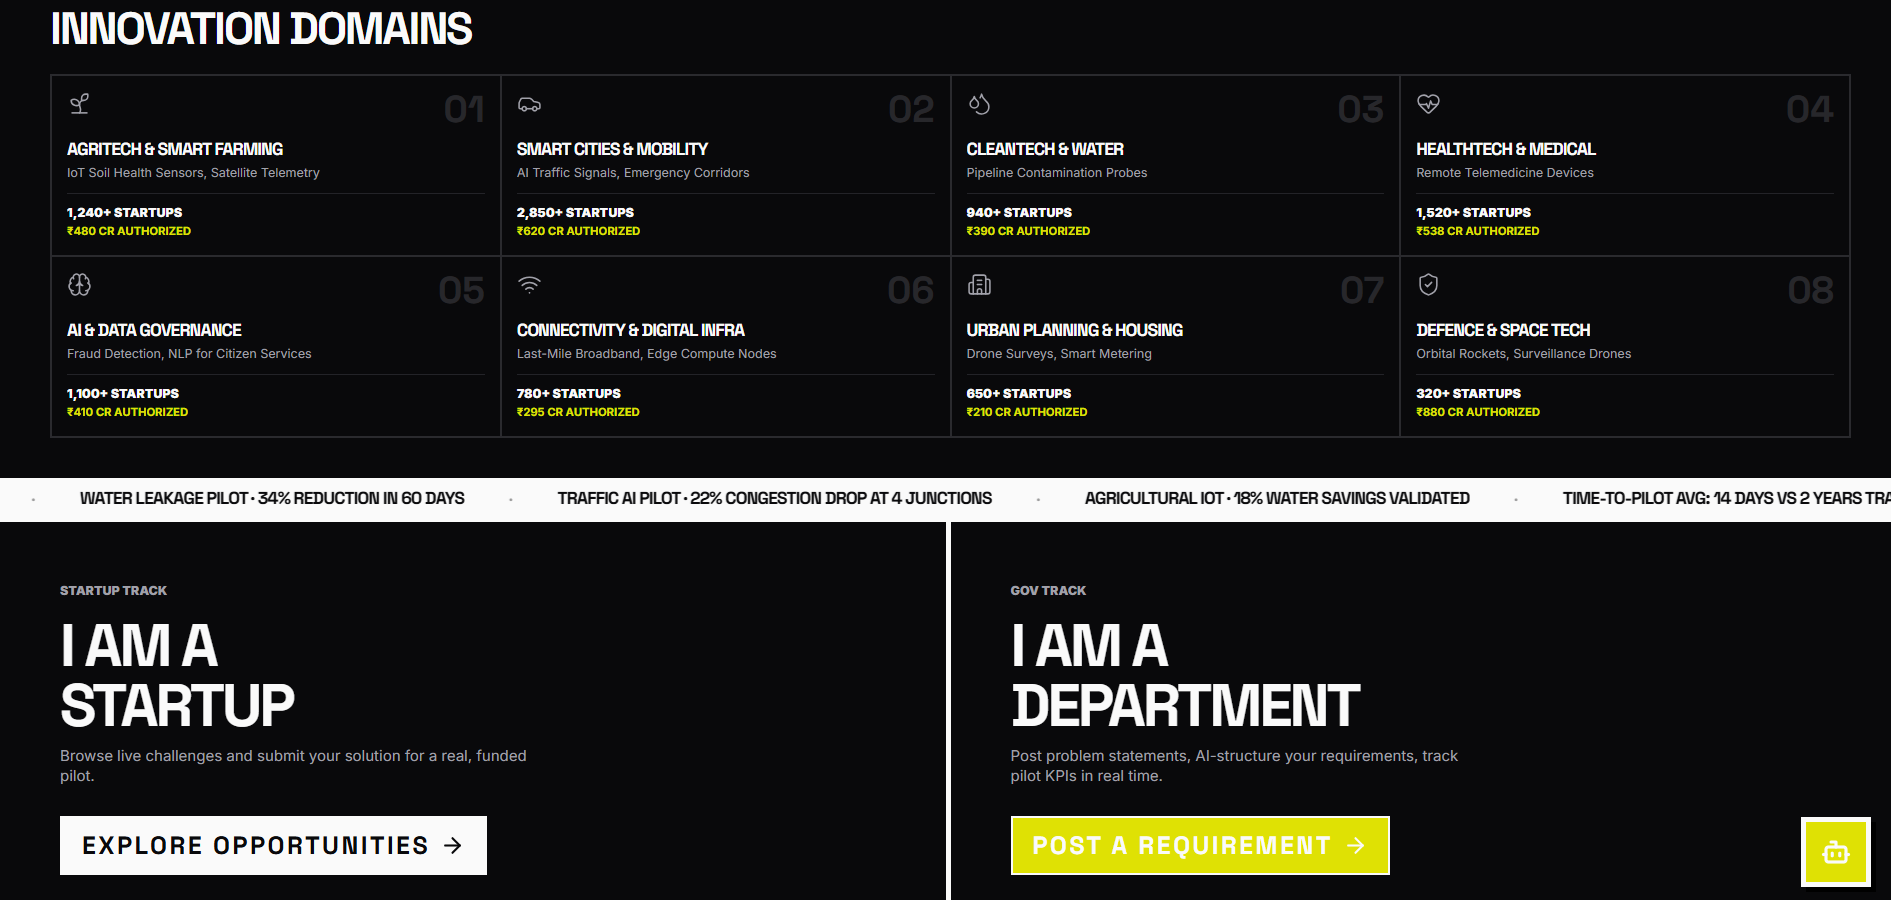 INNOVATION DOMAINS
01
AGRITECH & SMART FARMING
IoT Soil Health Sensors, Satellite Telemetry
1,240+ STARTUPS
₹480 CR AUTHORIZED
02
SMART CITIES & MOBILITY
AI Traffic Signals, Emergency Corridors
2,850+ STARTUPS
₹620 CR AUTHORIZED
03
CLEANTECH & WATER
Pipeline Contamination Probes
940+ STARTUPS
₹390 CR AUTHORIZED
04
HEALTHTECH & MEDICAL
Remote Telemedicine Devices
1,520+ STARTUPS
₹538 CR AUTHORIZED
05
AI & DATA GOVERNANCE
Fraud Detection, NLP for Citizen Services
1,100+ STARTUPS
₹410 CR AUTHORIZED
06
CONNECTIVITY & DIGITAL INFRA
Last-Mile Broadband, Edge Compute Nodes
780+ STARTUPS
₹295 CR AUTHORIZED
07
URBAN PLANNING & HOUSING
Drone Surveys, Smart Metering
650+ STARTUPS
₹210 CR AUTHORIZED
08
DEFENCE & SPACE TECH
Orbital Rockets, Surveillance Drones
320+ STARTUPS
₹880 CR AUTHORIZED
· WATER LEAKAGE PILOT · 34% REDUCTION IN 60 DAYS · TRAFFIC AI PILOT · 22% CONGESTION DROP AT 4 JUNCTIONS · AGRICULTURAL IOT · 18% WATER SAVINGS VALIDATED · TIME-TO-PILOT AVG: 14 DAYS VS 2 YEARS TRA
STARTUP TRACK
I AM A
STARTUP
Browse live challenges and submit your solution for a real, funded
pilot.
EXPLORE OPPORTUNITIES →
GOV TRACK
I AM A
DEPARTMENT
Post problem statements, AI-structure your requirements, track
pilot KPIs in real time.
POST A REQUIREMENT →